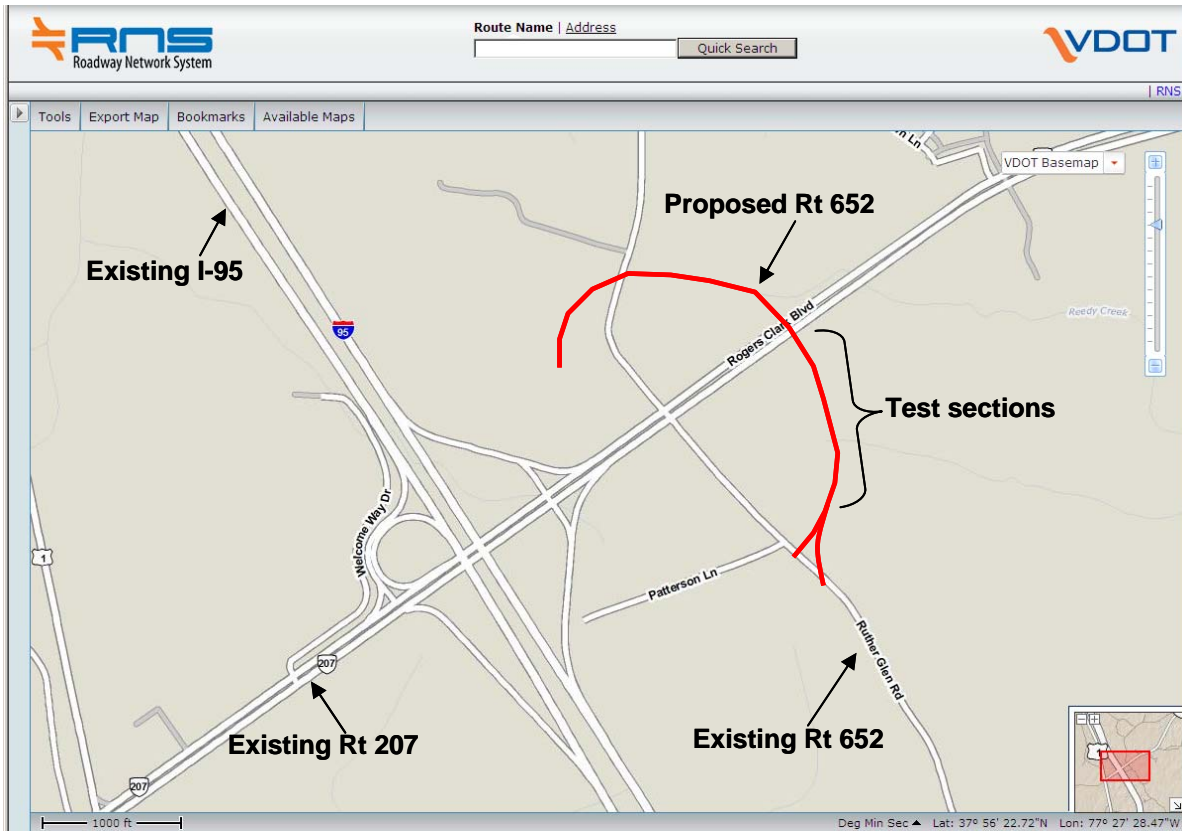 RNS
Roadway Network System
Route Name | Address
Quick Search
VDOT
| RNS
Tools
Export Map
Bookmarks
Available Maps
VDOT Basemap
Proposed Rt 652
Existing I-95
95
Rogers Clark Blvd
Reedy Creek
Test sections
Welcome Way Dr
1
Patterson Ln
Ruther Glen Rd
207
Existing Rt 207
Existing Rt 652
1
207
1000 ft
Deg Min Sec Lat: 37° 56' 22.72"N Lon: 77° 27' 28.47"W